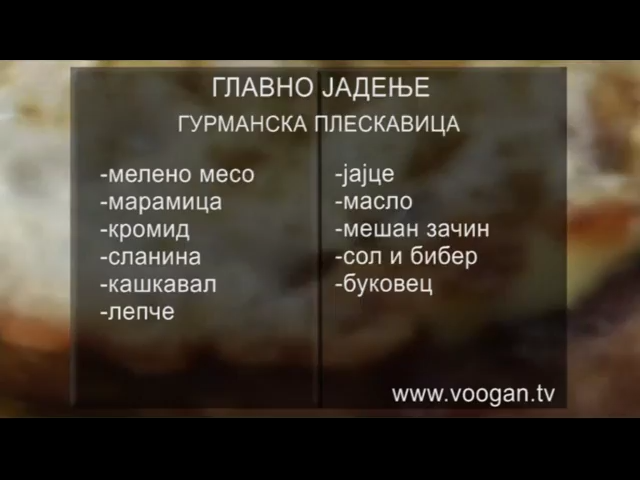 ГЛАВНО ЈАДЕЊЕ
ГУРМАНСКА ПЛЕСКАВИЦА
-мелено месо
-марамица
-кромид
-сланина
-кашкавал
-лепче
-јајце
-масло
-мешан зачин
-сол и бибер
-буковец
www.voogan.tv